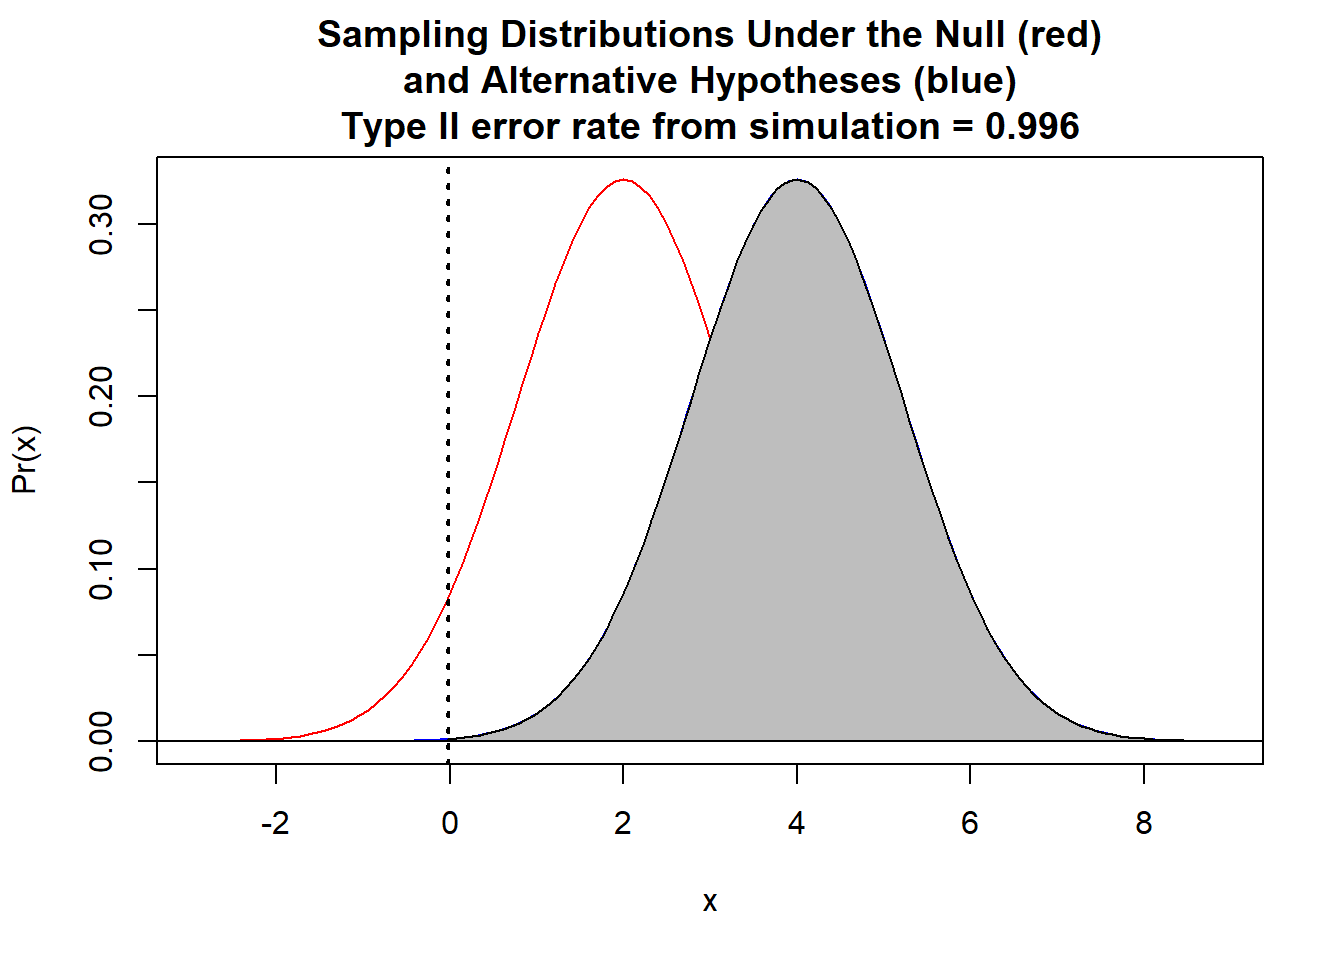 Sampling Distributions Under the Null (red)
and Alternative Hypotheses (blue)
Type II error rate from simulation = 0.996
Pr(x)
0.30
0.20
0.10
0.00
-2 0 2 4 6 8
x